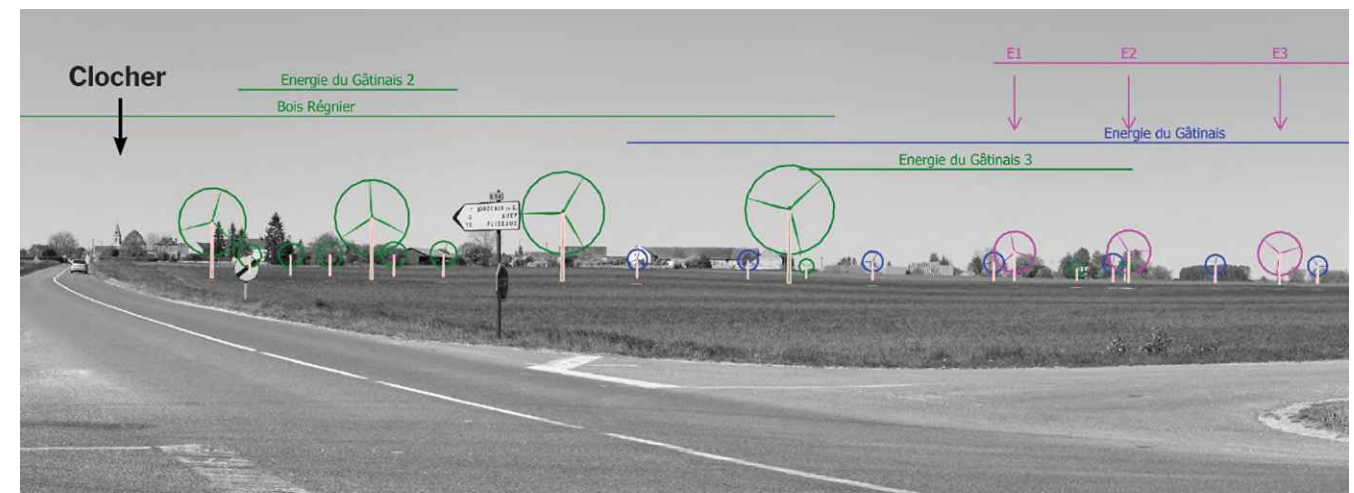 E1 E2 E3
Clocher
Energie du Gâtinais 2
Bois Régnier
Energie du Gâtinais
Energie du Gâtinais 3